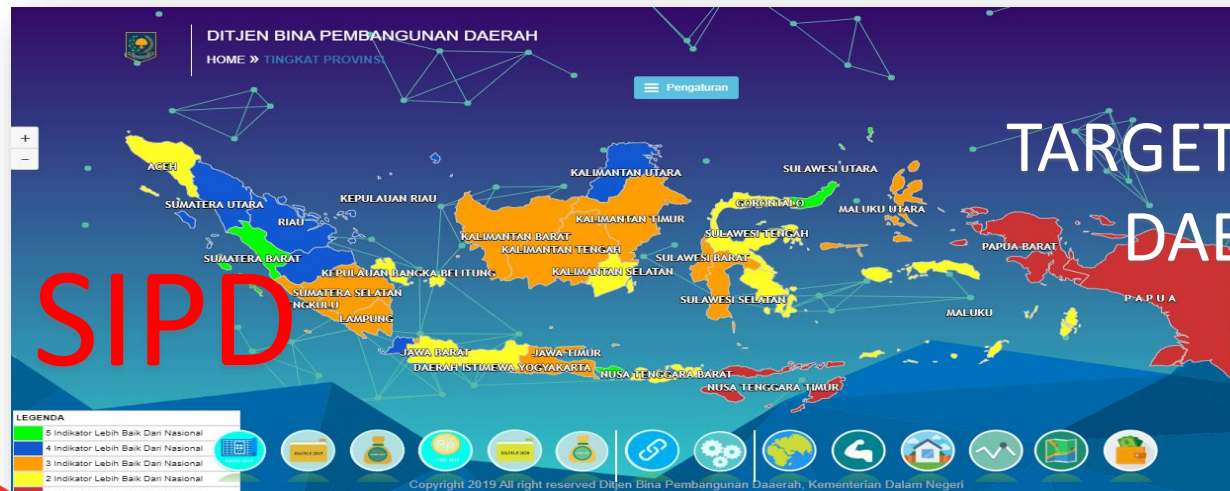 DITJEN BINA PEMBANGUNAN DAERAH
HOME » TINGKAT PROVINSI
Pengaturan
+
−
TARGET
DAE
ACEH
SUMATERA UTARA
RIAU
KEPULAUAN RIAU
SUMATERA BARAT
KEPULAUAN BANGKA BELITUNG
SUMATERA SELATAN
NGKULU
LAMPUNG
KALIMANTAN UTARA
KALIMANTAN TIMUR
KALIMANTAN BARAT
KALIMANTAN TENGAH
KALIMANTAN SELATAN
SULAWESI UTARA
GORONTALO
SULAWESI TENGAH
SULAWESI BARAT
SULAWESI SELATAN
MALUKU UTARA
MALUKU
PAPUA BARAT
PAPUA
JAWA BARAT
JAWA TIMUR
DAERAH ISTIMEWA YOGYAKARTA
NUSA TENGGARA BARAT
NUSA TENGGARA TIMUR
SIPD
LEGENDA
5 Indikator Lebih Baik Dari Nasional
4 Indikator Lebih Baik Dari Nasional
3 Indikator Lebih Baik Dari Nasional
2 Indikator Lebih Baik Dari Nasional
Rp
Copyright 2019 All right reserved Ditjen Bina Pembangunan Daaerah, Kementerian Dalam Negeri